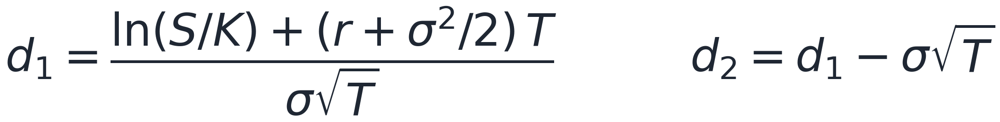 d₁ = (ln(S/K) + (r + σ²/2) T) / (σ√T)    d₂ = d₁ − σ√T